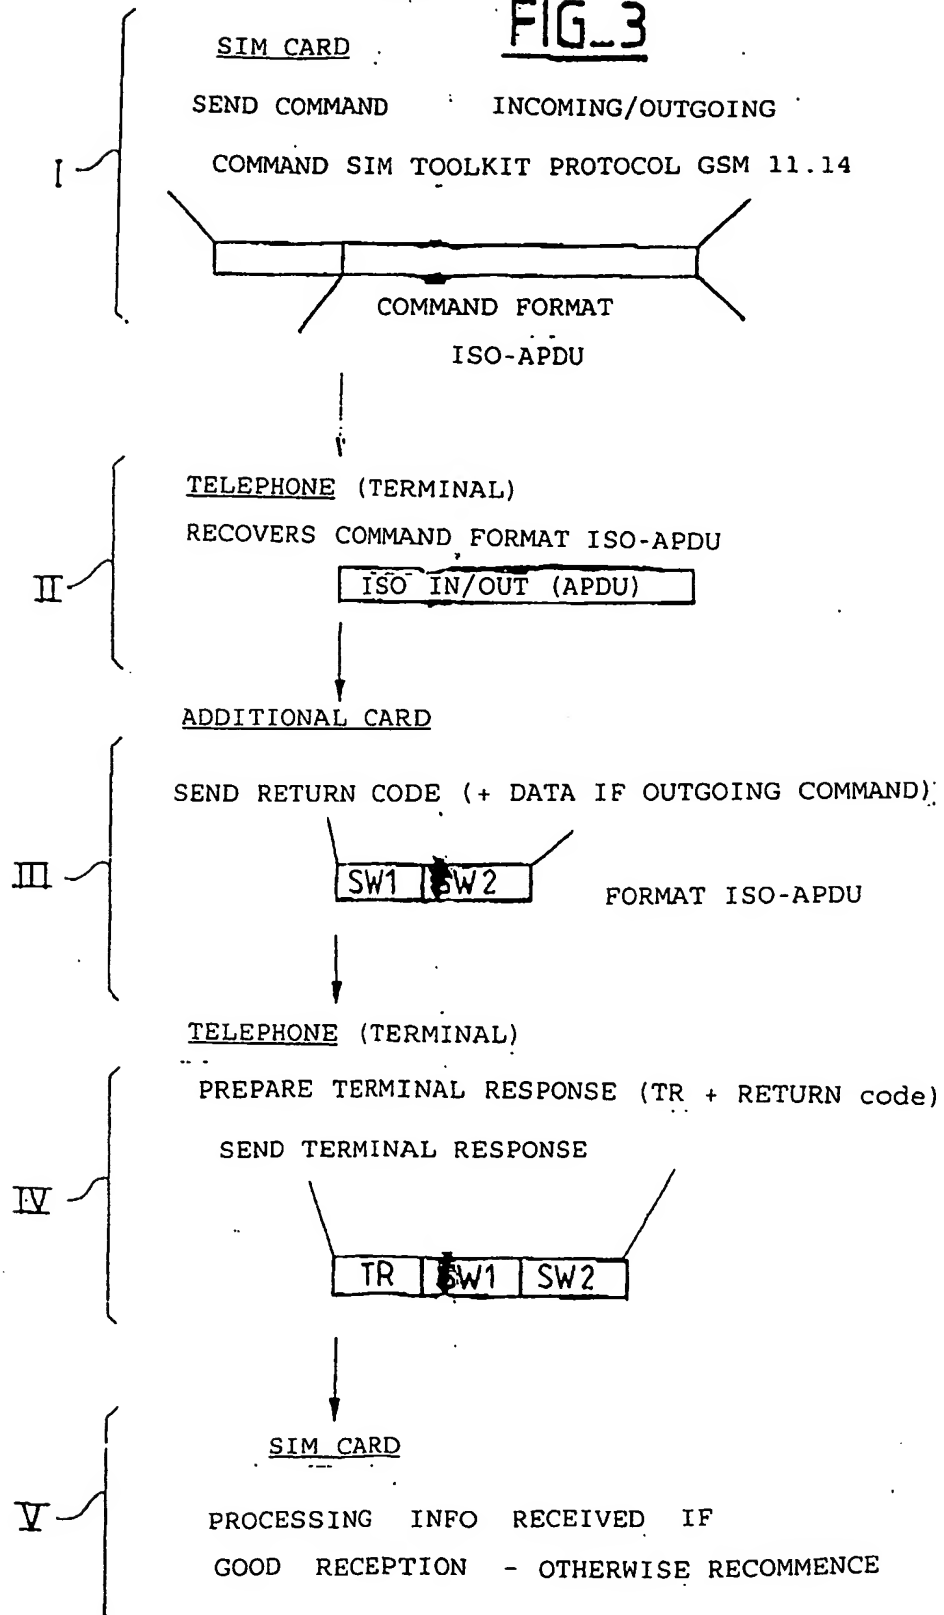 FIG_3
SIM CARD
SEND COMMAND INCOMING/OUTGOING
COMMAND SIM TOOLKIT PROTOCOL GSM 11.14
I
COMMAND FORMAT
ISO-APDU
TELEPHONE (TERMINAL)
RECOVERS COMMAND FORMAT ISO-APDU
II
ISO IN/OUT (APDU)
ADDITIONAL CARD
SEND RETURN CODE (+ DATA IF OUTGOING COMMAND)
III
SW1 SW2
FORMAT ISO-APDU
TELEPHONE (TERMINAL)
PREPARE TERMINAL RESPONSE (TR + RETURN code)
SEND TERMINAL RESPONSE
IV
TR SW1 SW2
SIM CARD
V
PROCESSING INFO RECEIVED IF
GOOD RECEPTION - OTHERWISE RECOMMENCE